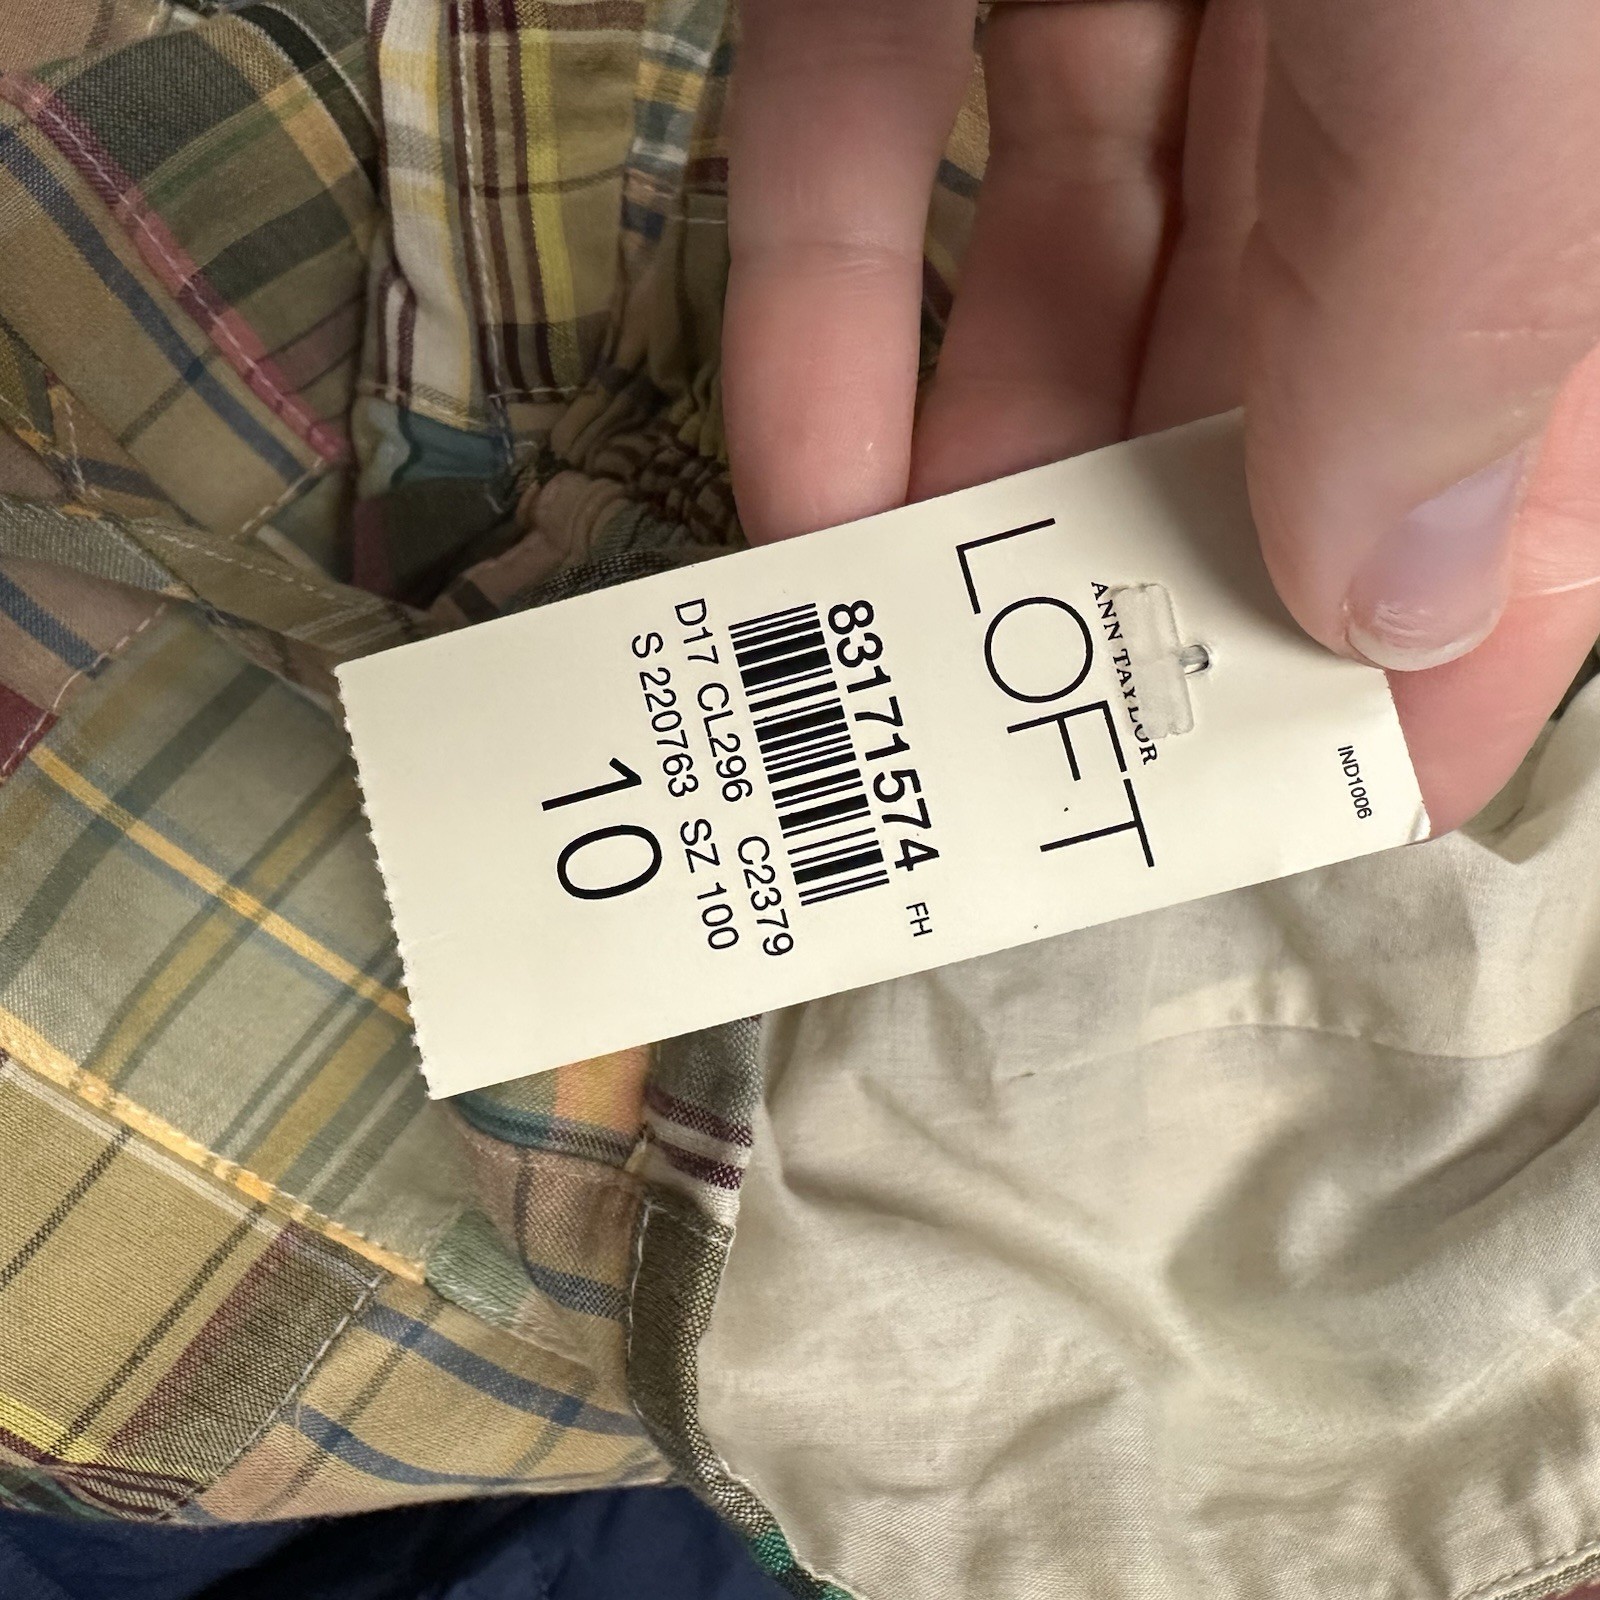 IND1006
ANN TAYLOR
LOFT
83171574 FH
D17 CL296 C2379
S 220763 SZ 100
10